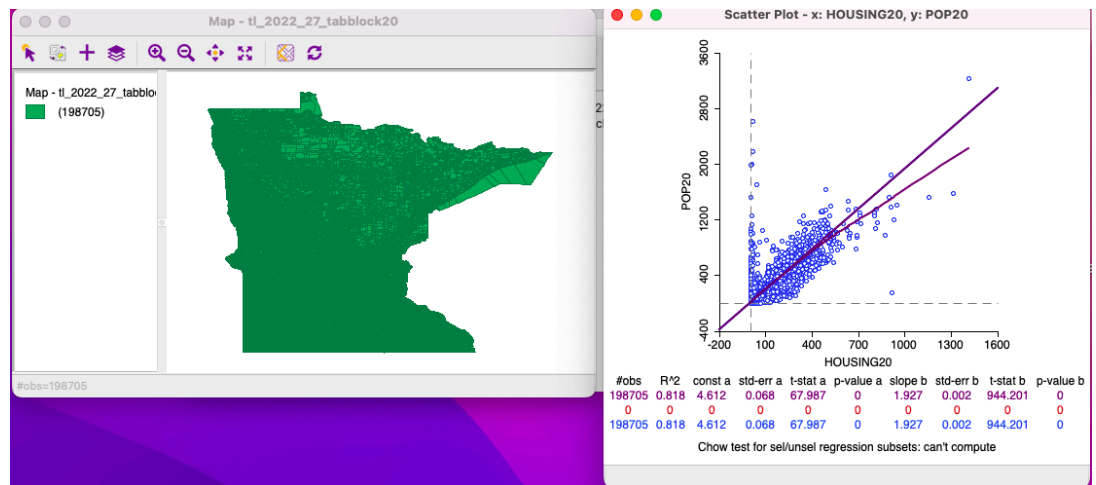 Map - tl_2022_27_tabblock20
Map - tl_2022_27_tabblo
(198705)
#obs=198705
Scatter Plot - x: HOUSING20, y: POP20
3600
2800
2000
1200
400
-400
POP20
-200 100 400 700 1000 1300 1600
HOUSING20
#obs R^2 const a std-err a t-stat a p-value a slope b std-err b t-stat b p-value b
198705 0.818 4.612 0.068 67.987 0 1.927 0.002 944.201 0
0 0 0 0 0 0 0 0 0 0
198705 0.818 4.612 0.068 67.987 0 1.927 0.002 944.201 0
Chow test for sel/unsel regression subsets: can't compute